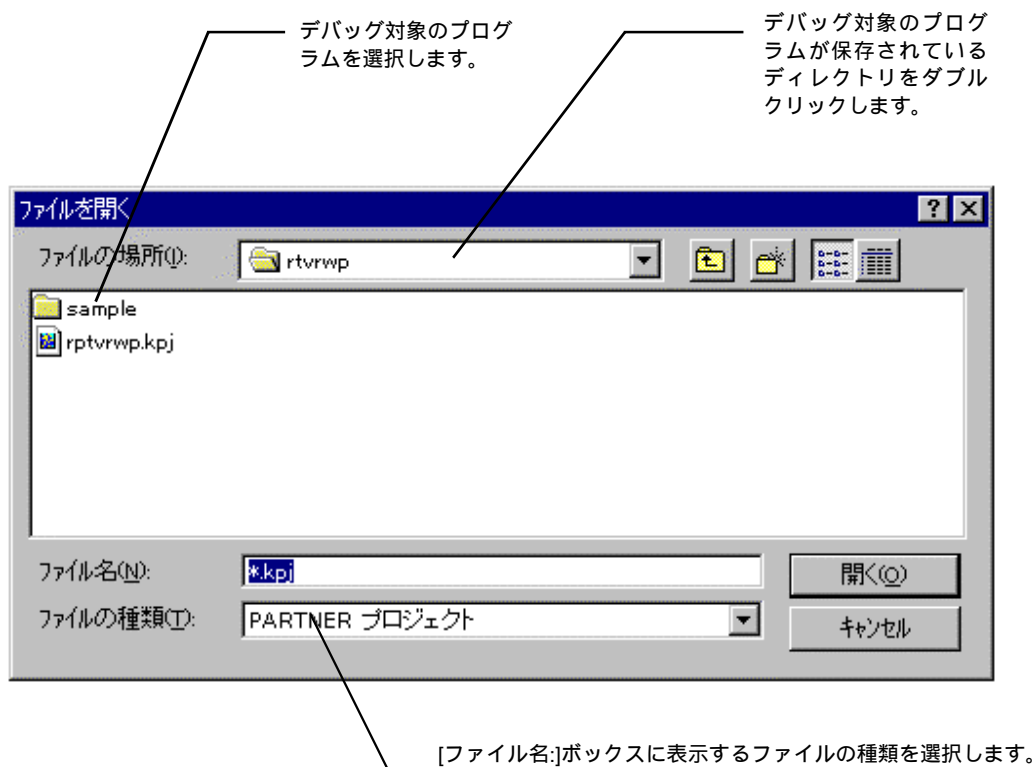 デバッグ対象のプログ
ラムを選択します。
デバッグ対象のプログ
ラムが保存されている
ディレクトリをダブル
クリックします。
ファイルを開く
ファイルの場所(I):
rtvrwp
sample
rptvrwp.kpj
ファイル名(N):
*.kpj
開く(O)
ファイルの種類(T):
PARTNER プロジェクト
キャンセル
[ファイル名:]ボックスに表示するファイルの種類を選択します。